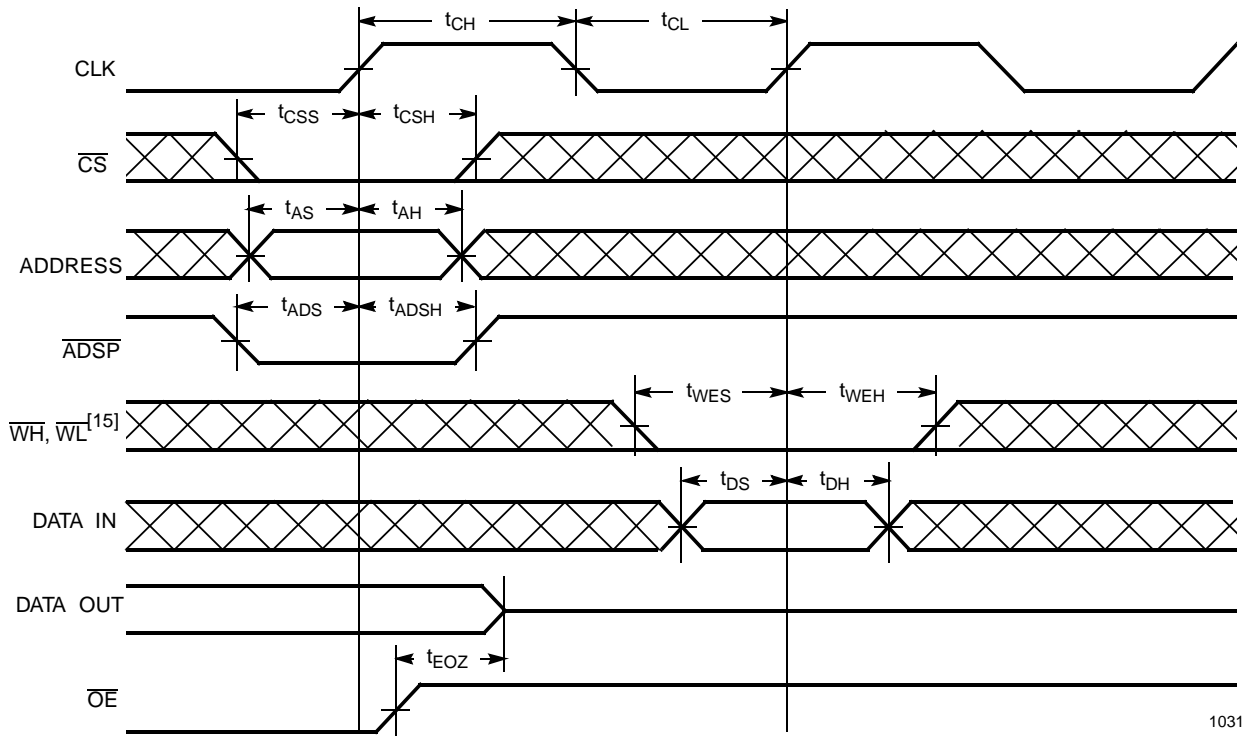 tCH tCL
CLK
tCSS tCSH
CS
tAS tAH
ADDRESS
tADS tADSH
ADSP
tWES tWEH
WH, WL[15]
tDS tDH
DATA IN
DATA OUT
tEOZ
OE
1031